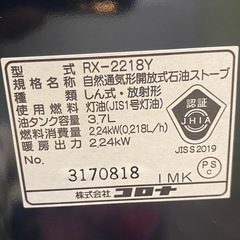 型式 RX-2218Y
規格名称 自然通気形開放式石油ストーブ
種類 しん式・放射形
使用燃料 灯油(JIS1号灯油)
油タンク容量 3.7L
燃料消費量 2.24kW(0.218L/h)
暖房出力 2.24kW
認証
JHIA
JIS S 2019
No. 3170818 IMK
PS
C
株式会社コロナ